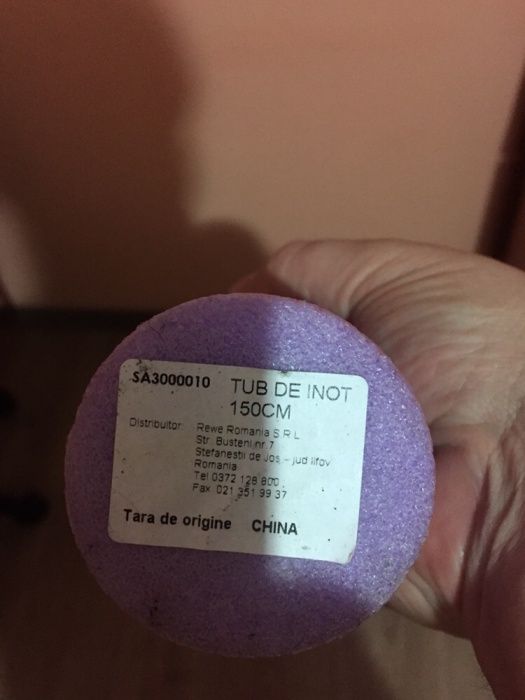 SA3000010 TUB DE INOT
150CM
Distribuitor Rewe Romania S R L
Str Busteni nr 7
Stefanestii de Jos - jud Ilfov
Romania
Tel 0372 128 800
Fax 021 351 99 37
Tara de origine CHINA